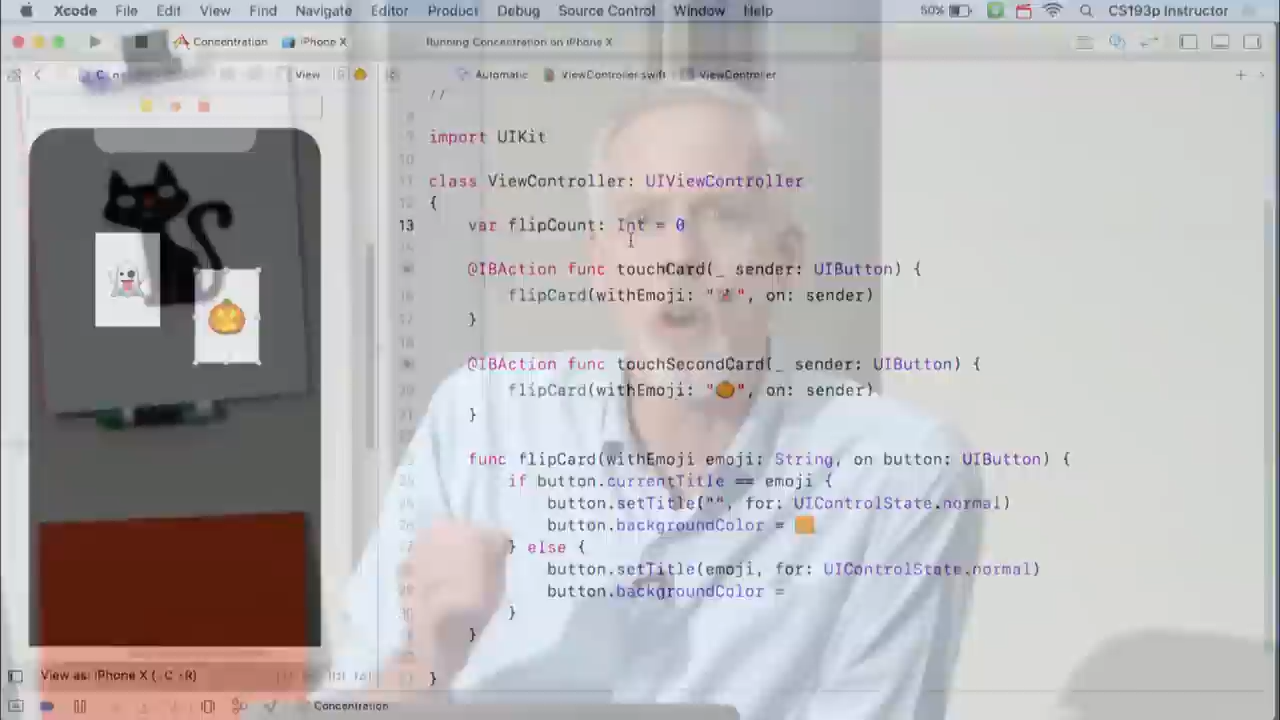 Xcode File Edit View Find Navigate Editor Product Debug Source Control Window Help 50% CS193p Instructor
Concentration iPhone X Running Concentration on iPhone X
View Automatic ViewController.swift ViewController
//
import UIKit
10
11 class ViewController: UIViewController
12 {
13 var flipCount: Int = 0
@IBAction func touchCard(_ sender: UIButton) {
flipCard(withEmoji: "👻", on: sender)
}
@IBAction func touchSecondCard(_ sender: UIButton) {
flipCard(withEmoji: "🎃", on: sender)
}
func flipCard(withEmoji emoji: String, on button: UIButton) {
if button.currentTitle == emoji {
button.setTitle("", for: UIControlState.normal)
button.backgroundColor =
} else {
button.setTitle(emoji, for: UIControlState.normal)
button.backgroundColor =
}
}
}
View as: iPhone X
Concentration